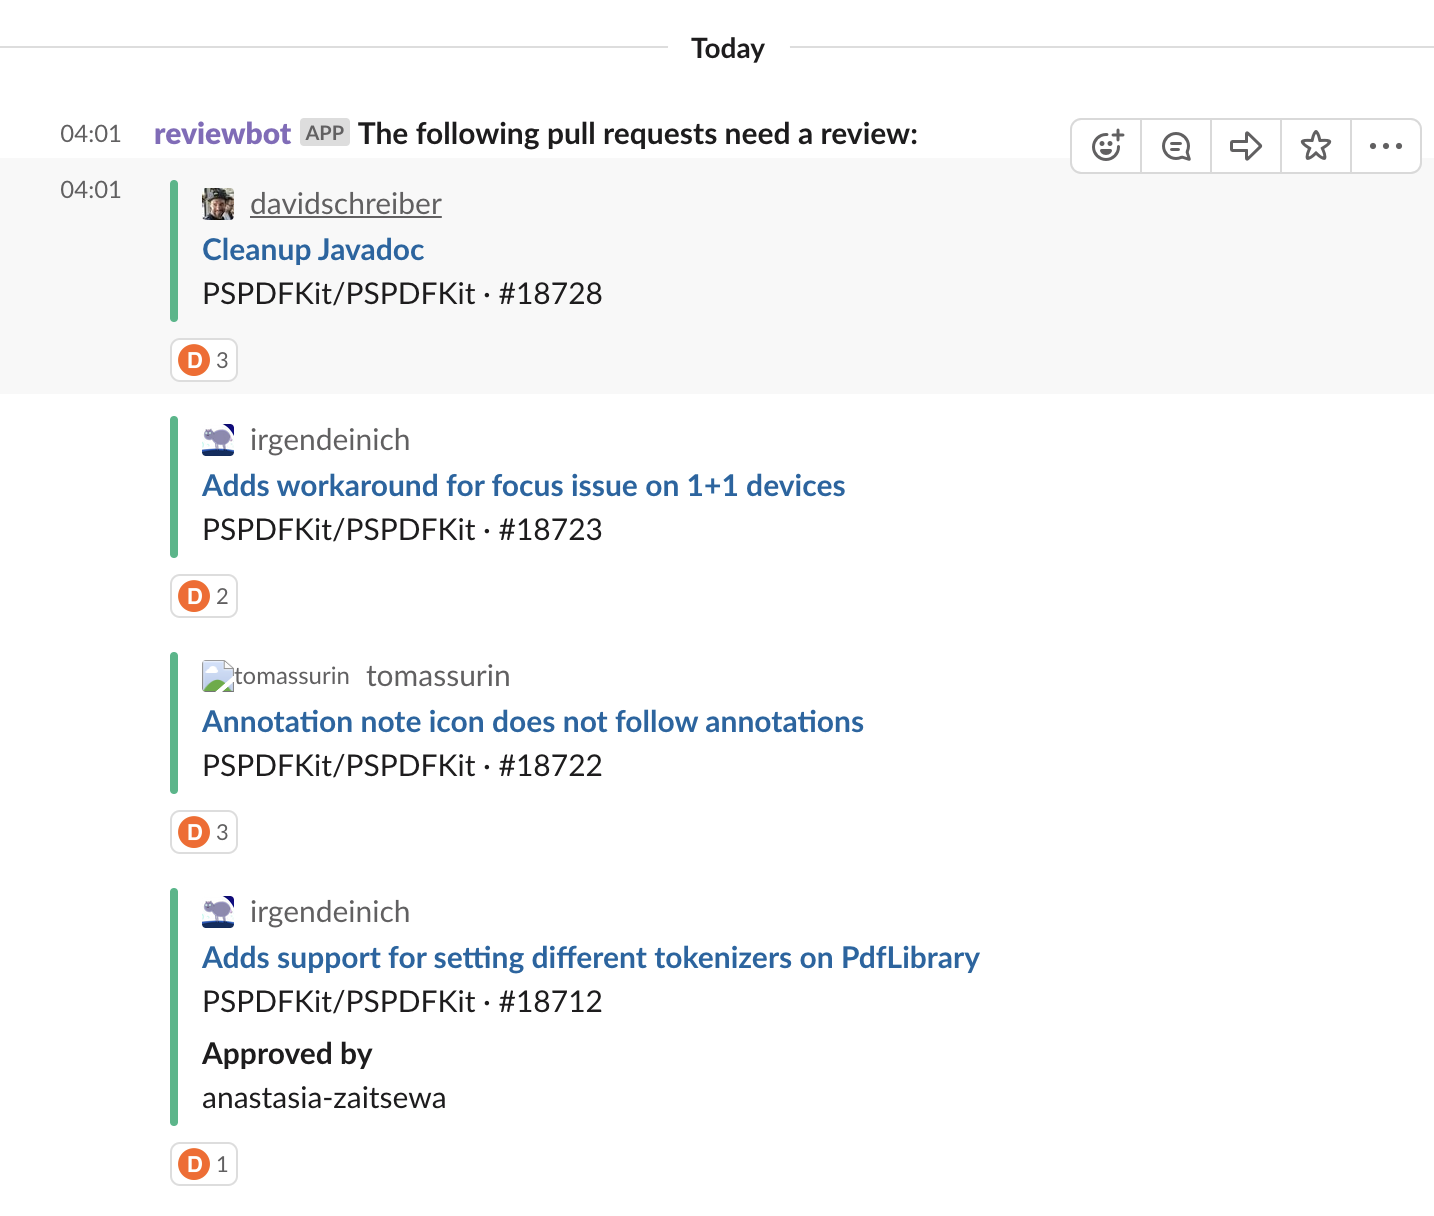 Today
04:01 reviewbot APP The following pull requests need a review:
04:01
davidschreiber
Cleanup Javadoc
PSPDFKit/PSPDFKit · #18728
D 3
irgendeinich
Adds workaround for focus issue on 1+1 devices
PSPDFKit/PSPDFKit · #18723
D 2
tomassurin tomassurin
Annotation note icon does not follow annotations
PSPDFKit/PSPDFKit · #18722
D 3
irgendeinich
Adds support for setting different tokenizers on PdfLibrary
PSPDFKit/PSPDFKit · #18712
Approved by
anastasia-zaitsewa
D 1